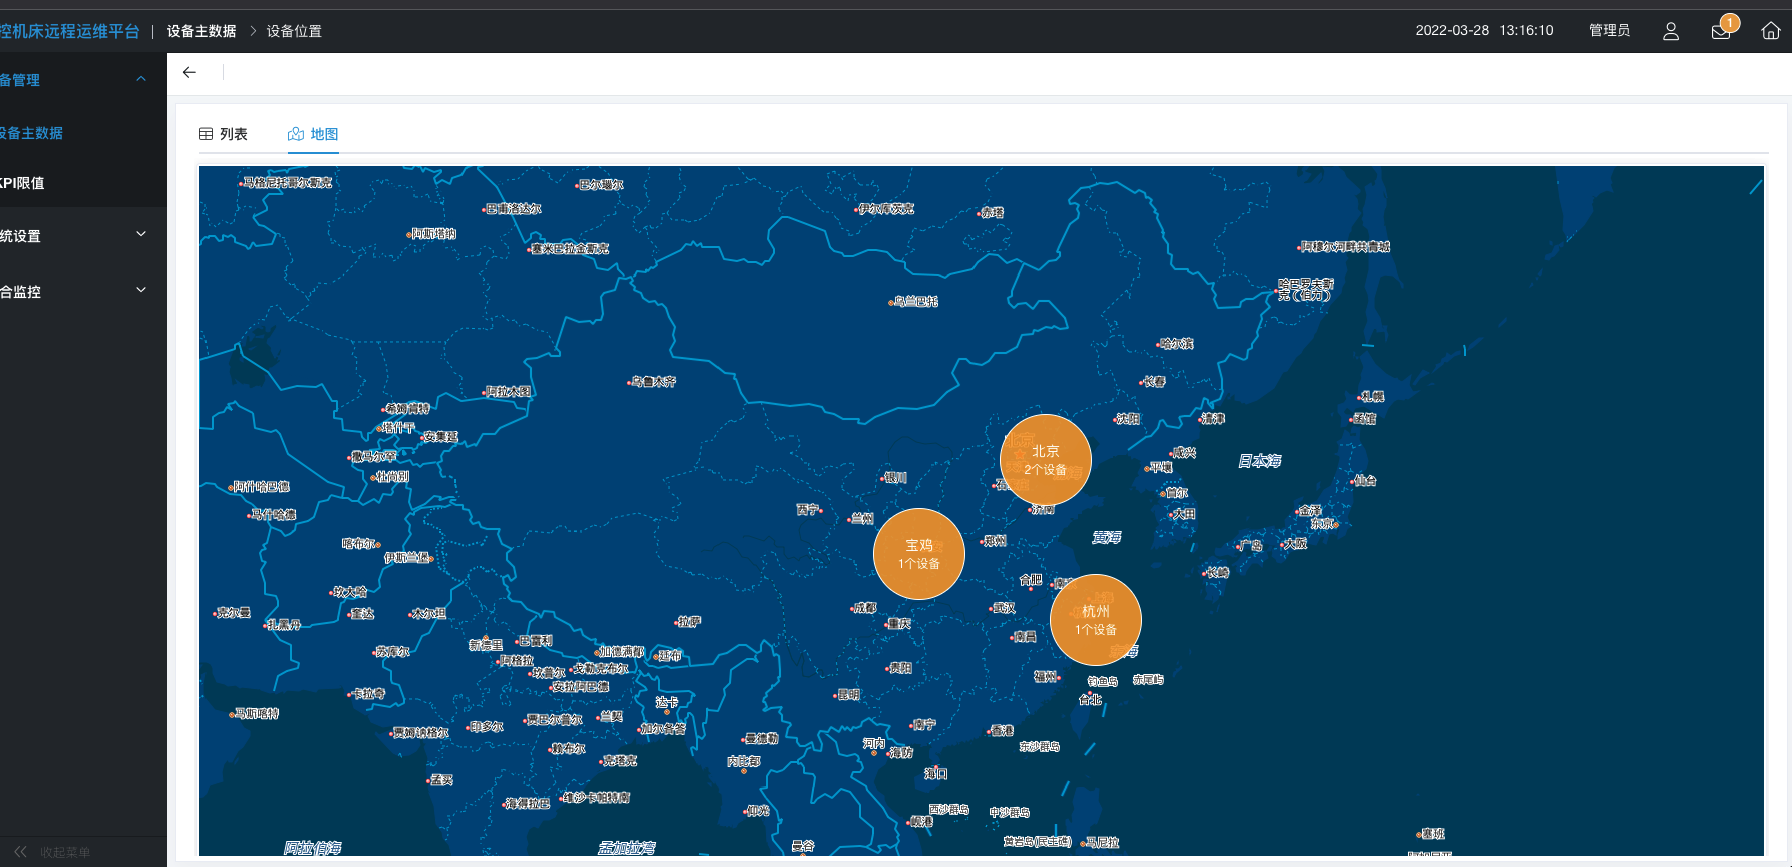 控机床远程运维平台 | 设备主数据 > 设备位置
2022-03-28 13:16:10 管理员 1
备管理
设备主数据
KPI限值
统设置
合监控
收起菜单
列表
地图
马格尼托哥尔斯克
巴尔瑙尔
巴甫洛达尔
伊尔库茨克
赤塔
阿斯塔纳
塞米巴拉金斯克
阿穆尔河畔共青城
哈巴罗夫斯
克(伯力)
乌兰巴托
哈尔滨
乌鲁木齐
长春
阿拉木图
札幌
希姆肯特
沈阳
清津
函馆
塔什干
安集延
北京
2个设备
撒马尔罕
咸兴
日本海
平壤
杜尚别
银川
仙台
阿什哈巴德
首尔
西宁
济南
金泽
马什哈德
兰州
大田
东京
喀布尔
郑州
黄海
广岛
大阪
伊斯兰堡
宝鸡
1个设备
长崎
合肥
南京
坎大哈
克尔曼
奎达
木尔坦
成都
武汉
杭州
1个设备
扎黑丹
拉萨
重庆
新德里
巴雷利
南昌
苏库尔
阿格拉
加德满都
廷布
东海
坎普尔
戈勒克布尔
贵阳
福州
钓鱼岛
赤尾屿
安拉阿巴德
卡拉奇
昆明
台北
达卡
马斯喀特
贾巴尔普尔
兰契
印多尔
加尔各答
贾姆讷格尔
南宁
香港
曼德勒
河内
海防
东沙群岛
赖布尔
克塔克
内比都
海口
孟买
维沙卡帕特南
海得拉巴
仰光
西沙群岛
中沙群岛
岘港
塞班
阿拉伯海
孟加拉湾
曼谷
黄岩岛(民主礁)
马尼拉